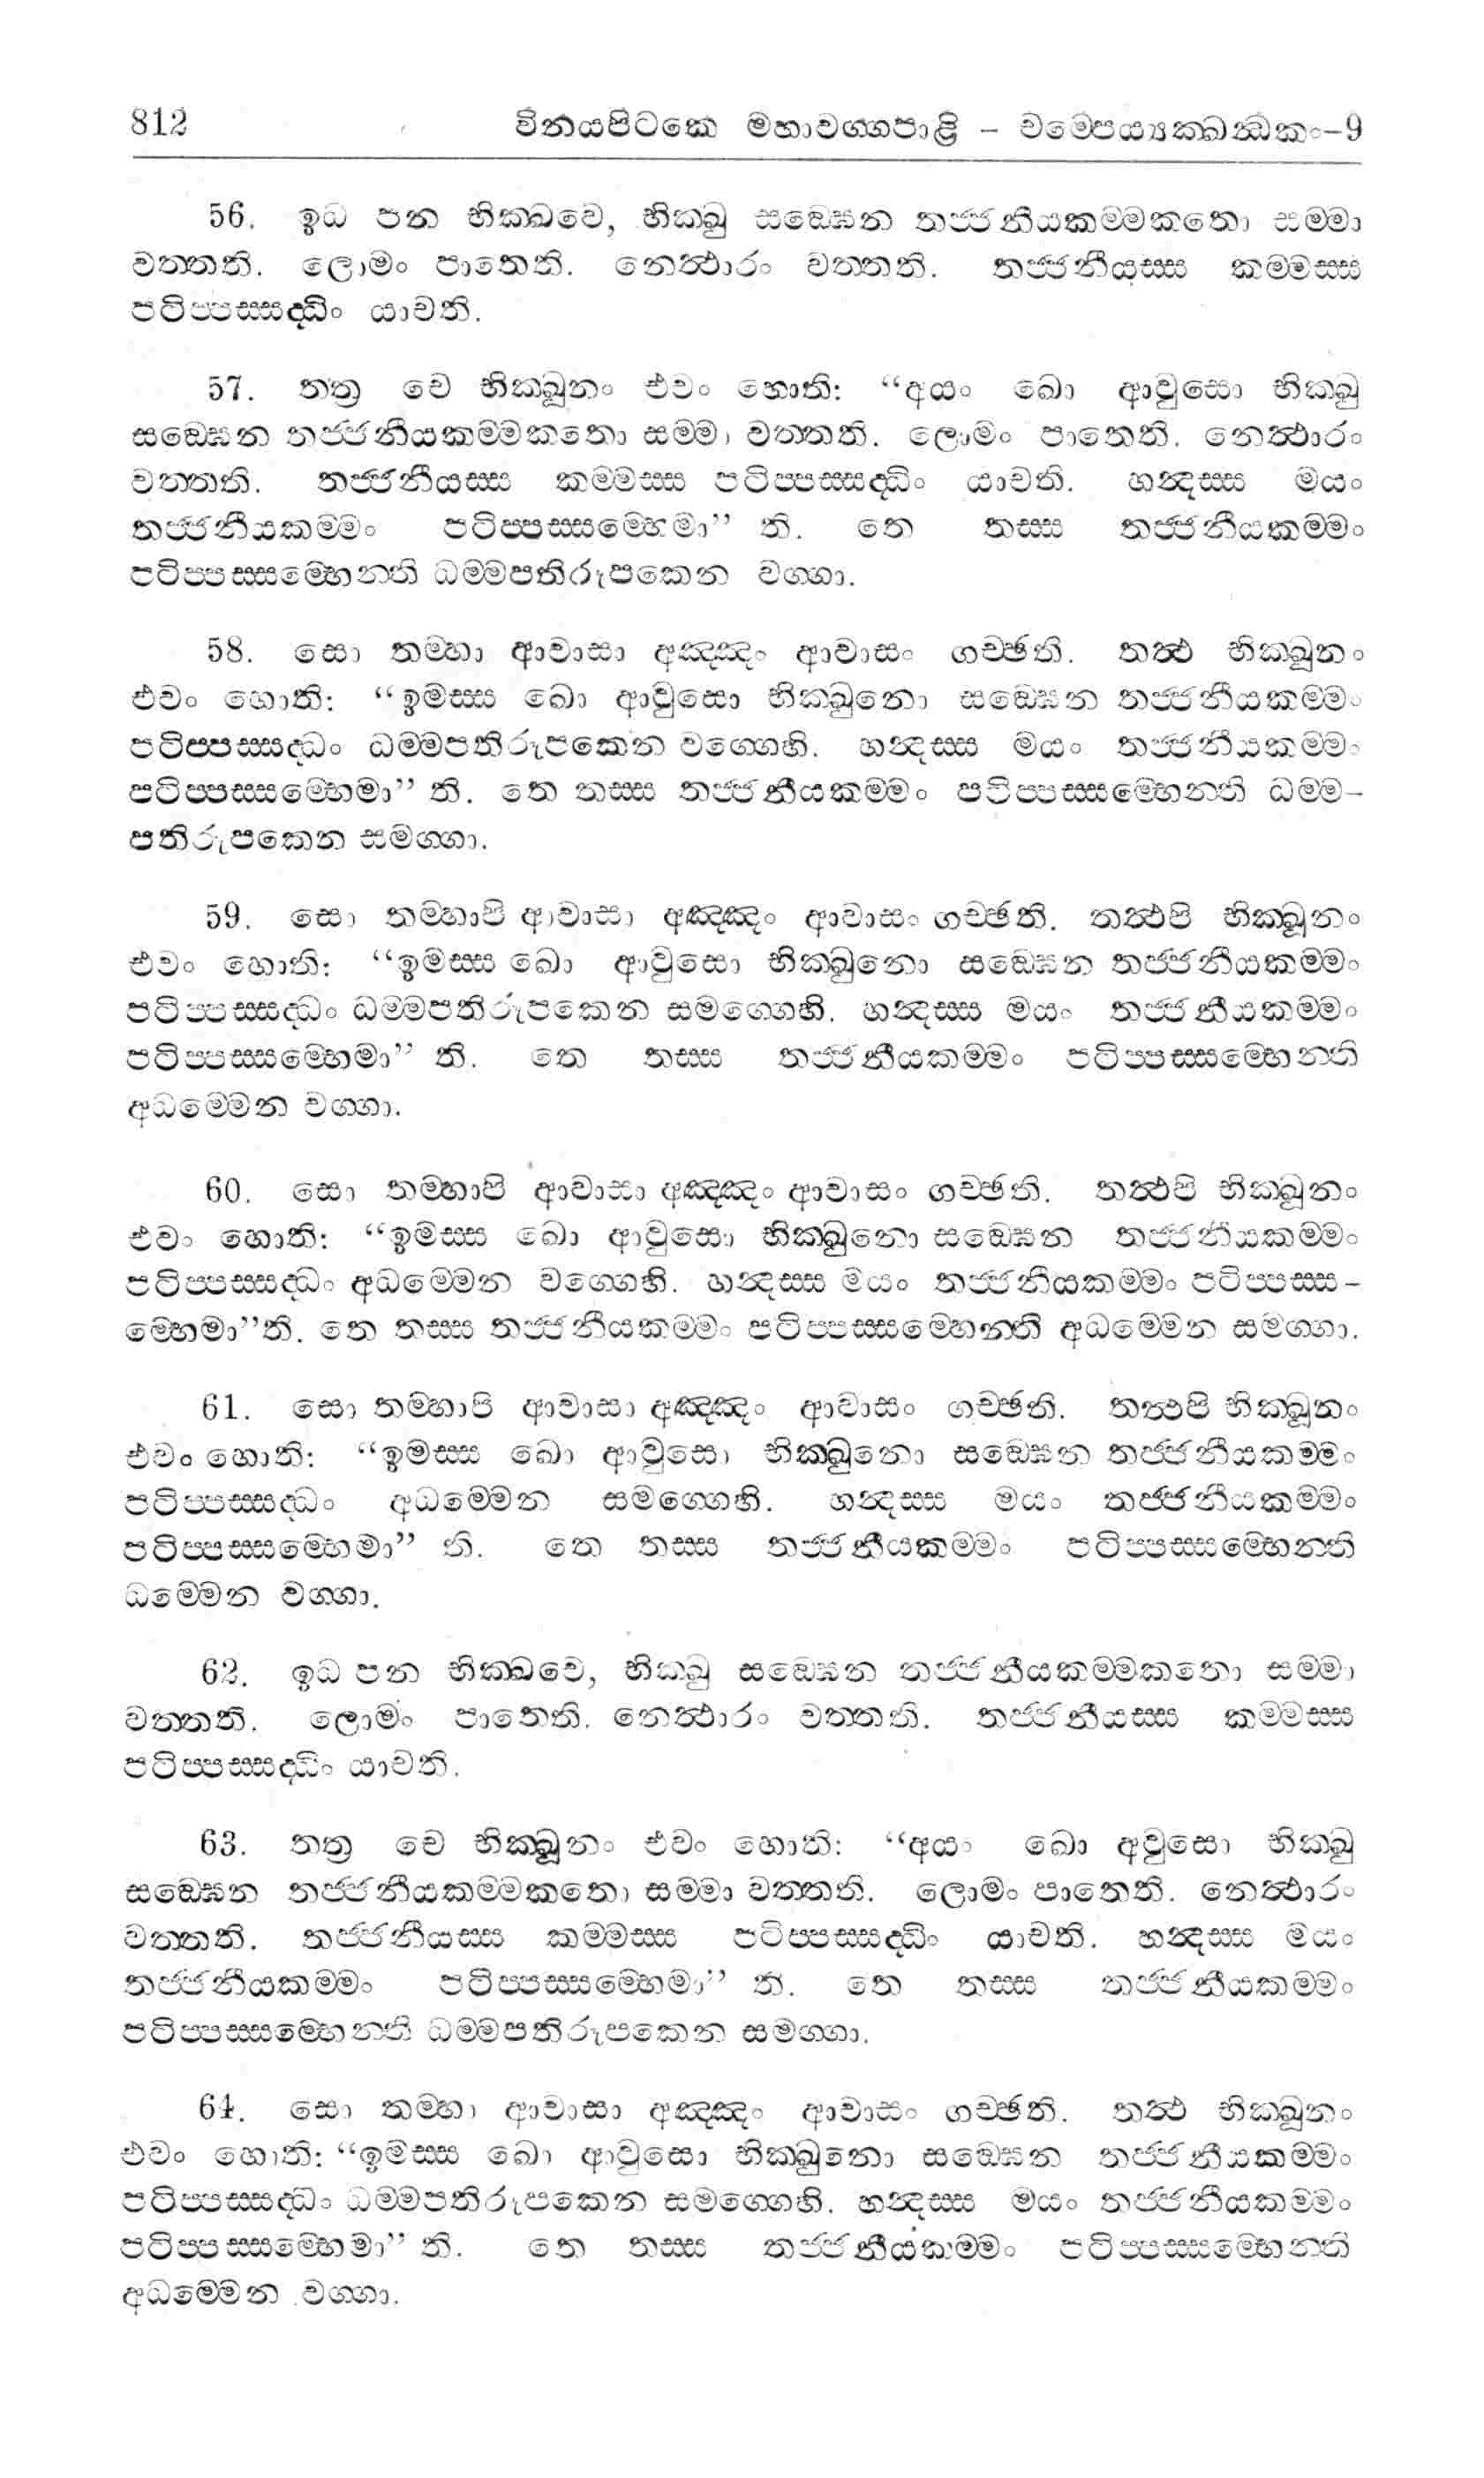 812 විනයපිටකෙ මහාවග්ගපාළි - චම්පෙය්‍යක්ඛන්ධකං-9
56. ඉධ පන භික්ඛවෙ, භික්ඛු සඞ්ඝෙන තජ්ජනීයකම්මකතො සම්මා
වත්තති. ලොමං පාතෙති. නෙත්ථාරං වත්තති. තජ්ජනීයස්ස කම්මස්ස
පටිප්පස්සද්ධිං යාචති.
57. තත්‍ර චෙ භික්ඛූනං එවං හොති: “අයං ඛො ආවුසො භික්ඛු
සඞ්ඝෙන තජ්ජනීයකම්මකතො සම්මා වත්තති. ලොමං පාතෙති. නෙත්ථාරං
වත්තති. තජ්ජනීයස්ස කම්මස්ස පටිප්පස්සද්ධිං යාචති. හන්දස්ස මයං
තජ්ජනීයකම්මං පටිප්පස්සම්හෙමා” ති. තෙ තස්ස තජ්ජනීයකම්මං
පටිප්පස්සම්භෙන්ති ධම්මපතිරූපකෙන වග්ගා.
58. සො තම්හා ආවාසා අඤ්ඤං ආවාසං ගච්ඡති. තත්ථ භික්ඛූනං
එවං හොති: “ඉමස්ස ඛො ආවුසො භික්ඛුනො සඞ්ඝෙන තජ්ජනීයකම්මං
පටිප්පස්සද්ධං ධම්මපතිරූපකෙන වග්ගෙහි. හන්දස්ස මයං තජ්ජනීයකම්මං
පටිප්පස්සම්භෙමා” ති. තෙ තස්ස තජ්ජනීයකම්මං පටිප්පස්සම්භෙන්ති ධම්ම-
පතිරූපකෙන සමග්ගා.
59. සො තම්හාපි ආවාසා අඤ්ඤං ආවාසං ගච්ඡති. තත්ථපි භික්ඛූනං
එවං හොති: “ඉමස්ස ඛො ආවුසො භික්ඛුනො සඞ්ඝෙන තජ්ජනීයකම්මං
පටිප්පස්සද්ධං ධම්මපතිරූපකෙන සමග්ගෙහි. හන්දස්ස මයං තජ්ජනීයකම්මං
පටිප්පස්සම්භෙමා” ති. තෙ තස්ස තජ්ජනීයකම්මං පටිප්පස්සම්භෙන්ති
අධම්මෙන වග්ගා.
60. සො තම්හාපි ආවාසා අඤ්ඤං ආවාසං ගච්ඡති. තත්ථපි භික්ඛූනං
එවං හොති: “ඉමස්ස ඛො ආවුසො භික්ඛුනො සඞ්ඝෙන තජ්ජනීයකම්මං
පටිප්පස්සද්ධං අධම්මෙන වග්ගෙහි. හන්දස්ස මයං තජ්ජනීයකම්මං පටිප්පස්ස-
ම්භෙමා”ති. තෙ තස්ස තජ්ජනීයකම්මං පටිප්පස්සම්හෙන්ති අධම්මෙන සමග්ගා.
61. සො තම්හාපි ආවාසා අඤ්ඤං ආවාසං ගච්ඡති. තත්ථපි භික්ඛූනං
එවං හොති: “ඉමස්ස ඛො ආවුසො භික්ඛුනො සඞ්ඝෙන තජ්ජනීයකම්මං
පටිප්පස්සද්ධං අධම්මෙන සමග්ගෙහි. හන්දස්ස මයං තජ්ජනීයකම්මං
පටිප්පස්සම්භෙමා” ති. තෙ තස්ස තජ්ජනීයකම්මං පටිප්පස්සම්භෙන්ති
ධම්මෙන වග්ගා.
62. ඉධ පන භික්ඛවෙ, භික්ඛු සඞ්ඝෙන තජ්ජනීයකම්මකතො සම්මා
වත්තති. ලොමං පාතෙති. නෙත්ථාරං වත්තති. තජ්ජනීයස්ස කම්මස්ස
පටිප්පස්සද්ධිං යාචති.
63. තත්‍ර චෙ භික්ඛූනං එවං හොති: “අයං ඛො අවුසො භික්ඛු
සඞ්ඝෙන තජ්ජනීයකම්මකතො සම්මා වත්තති. ලොමං පාතෙති. නෙත්ථාරං
වත්තති. තජ්ජනීයස්ස කම්මස්ස පටිප්පස්සද්ධිං යාචති. හන්දස්ස මයං
තජ්ජනීයකම්මං පටිප්පස්සම්හෙමා” ති. තෙ තස්ස තජ්ජනීයකම්මං
පටිප්පස්සම්භෙන්ති ධම්මපතිරූපකෙන සමග්ගා.
64. සො තම්හා ආවාසා අඤ්ඤං ආවාසං ගච්ඡති. තත්ථ භික්ඛූනං
එවං හොති: “ඉමස්ස ඛො ආවුසො භික්ඛුනො සඞ්ඝෙන තජ්ජනීයකම්මං
පටිප්පස්සද්ධං ධම්මපතිරූපකෙන සමග්ගෙහි. හන්දස්ස මයං තජ්ජනීයකම්මං
පටිප්පස්සම්භෙමා” ති. තෙ තස්ස තජ්ජනීයකම්මං පටිප්පස්සම්භෙන්ති
අධම්මෙන වග්ගා.